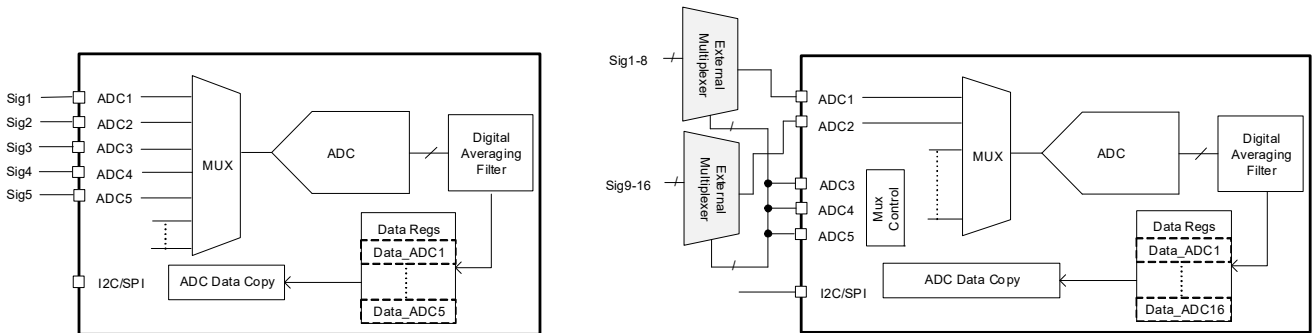 Sig1
ADC1
Sig2
ADC2
Sig3
ADC3
Sig4
ADC4
Sig5
ADC5
MUX
ADC
Digital
Averaging
Filter
Data Regs
Data_ADC1
Data_ADC5
ADC Data Copy
I2C/SPI
Sig1-8
External
Multiplexer
Sig9-16
External
Multiplexer
ADC1
ADC2
ADC3
ADC4
ADC5
Mux
Control
MUX
ADC
Digital
Averaging
Filter
Data Regs
Data_ADC1
Data_ADC16
ADC Data Copy
I2C/SPI